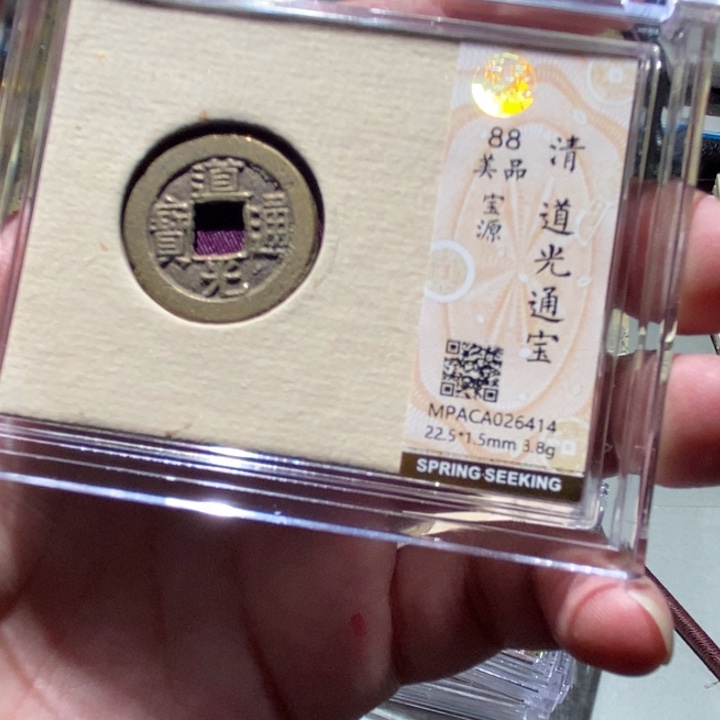 清 道光通宝
88
美品
宝源
MPACA026414
22.5*1.5mm 3.8g
SPRING SEEKING
道光通寶